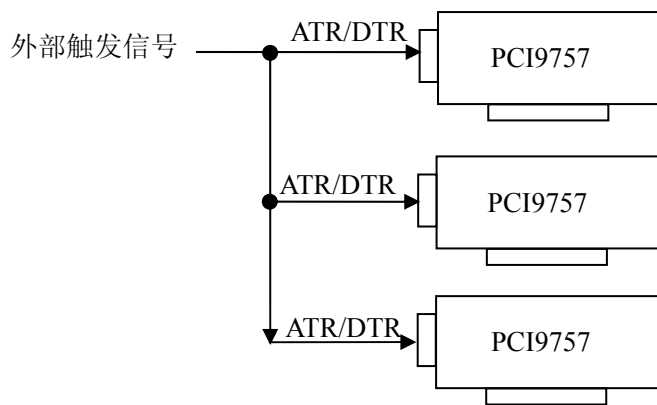 外部触发信号
ATR/DTR
PCI9757
ATR/DTR
PCI9757
ATR/DTR
PCI9757